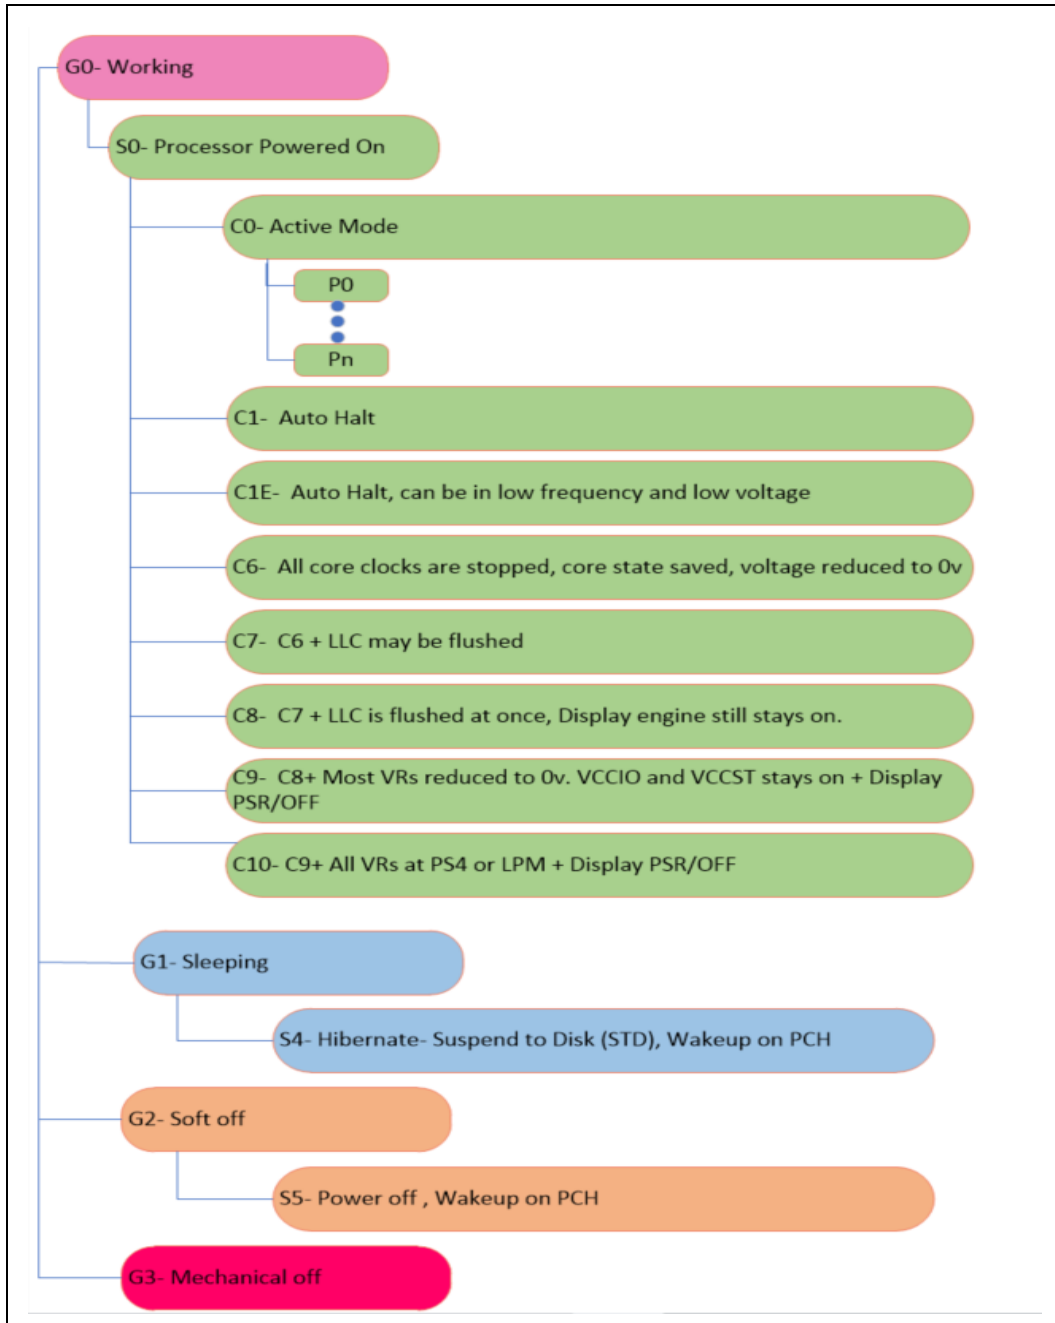 G0- Working
S0- Processor Powered On
C0- Active Mode
P0
Pn
C1-  Auto Halt
C1E-  Auto Halt, can be in low frequency and low voltage
C6-  All core clocks are stopped, core state saved, voltage reduced to 0v
C7-  C6 + LLC may be flushed
C8-  C7 + LLC is flushed at once, Display engine still stays on.
C9-  C8+ Most VRs reduced to 0v. VCCIO and VCCST stays on + Display
PSR/OFF
C10- C9+ All VRs at PS4 or LPM + Display PSR/OFF
G1- Sleeping
S4- Hibernate- Suspend to Disk (STD), Wakeup on PCH
G2- Soft off
S5- Power off , Wakeup on PCH
G3- Mechanical off